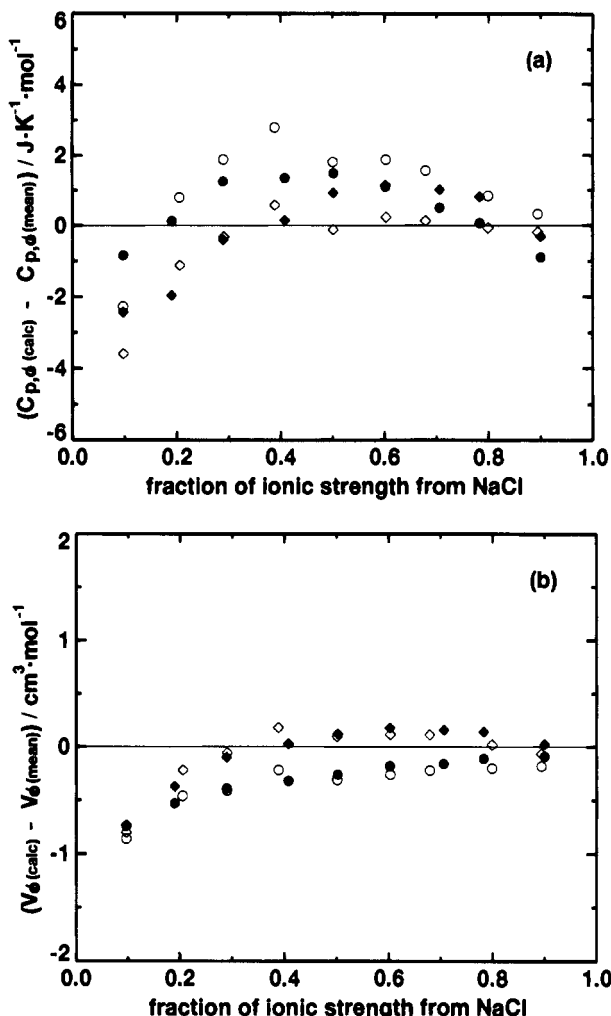 6
(a)
4
2
0
-2
-4
-6
(Cp,ϕ (calc) - Cp,ϕ (mean)) / J·K⁻¹·mol⁻¹
0.0 0.2 0.4 0.6 0.8 1.0
fraction of ionic strength from NaCl
2
(b)
1
0
-1
-2
(Vϕ (calc) - Vϕ (mean)) / cm³·mol⁻¹
0.0 0.2 0.4 0.6 0.8 1.0
fraction of ionic strength from NaCl